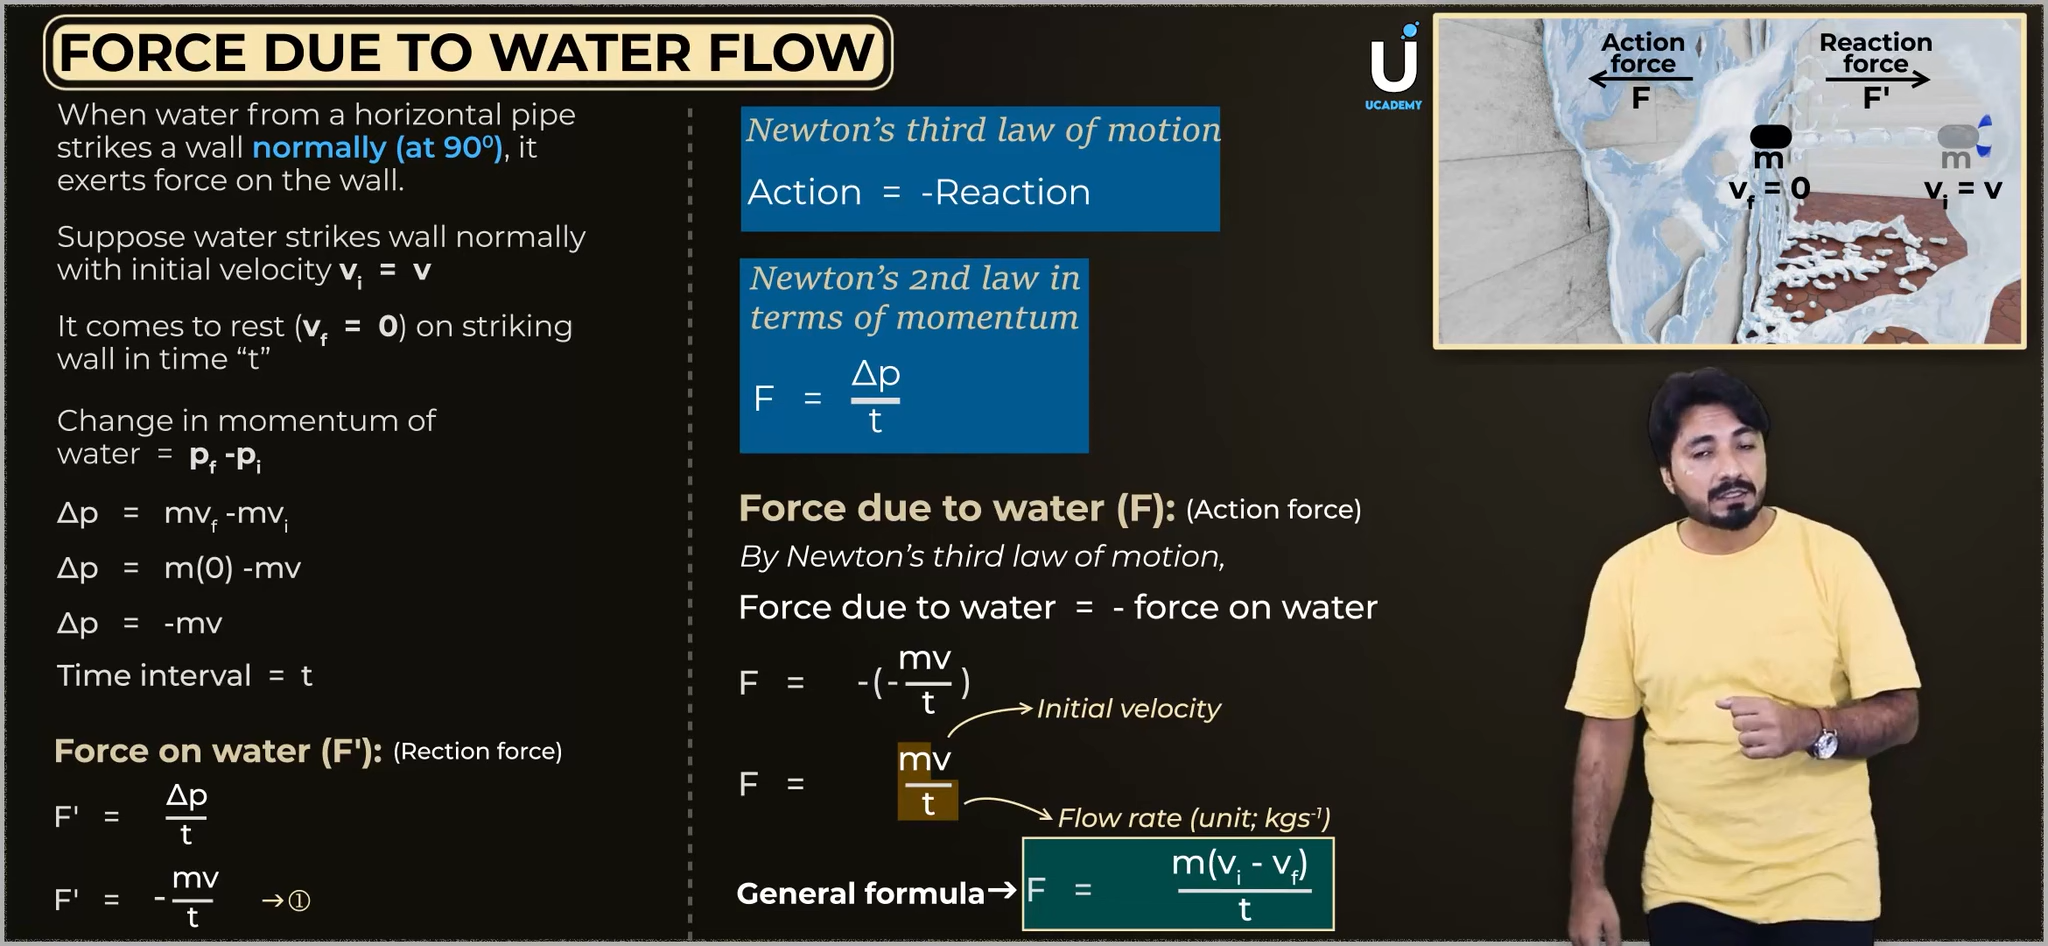 FORCE DUE TO WATER FLOW
When water from a horizontal pipe
strikes a wall normally (at 90⁰), it
exerts force on the wall.
Suppose water strikes wall normally
with initial velocity vᵢ = v
It comes to rest (v_f = 0) on striking
wall in time “t”
Change in momentum of
water = p_f -pᵢ
Δp = mv_f -mvᵢ
Δp = m(0) -mv
Δp = -mv
Time interval = t
Force on water (F'): (Rection force)
F' = Δp/t
F' = -mv/t →①
Newton’s third law of motion
Action = -Reaction
Newton’s 2nd law in
terms of momentum
F = Δp/t
Force due to water (F): (Action force)
By Newton’s third law of motion,
Force due to water = - force on water
F = -(-mv/t)
Initial velocity
F = mv/t
Flow rate (unit; kgs⁻¹)
General formula→ F = m(vᵢ - v_f)/t
U
UCADEMY
Action
force
F
Reaction
force
F'
m
v_f = 0
m
vᵢ = v